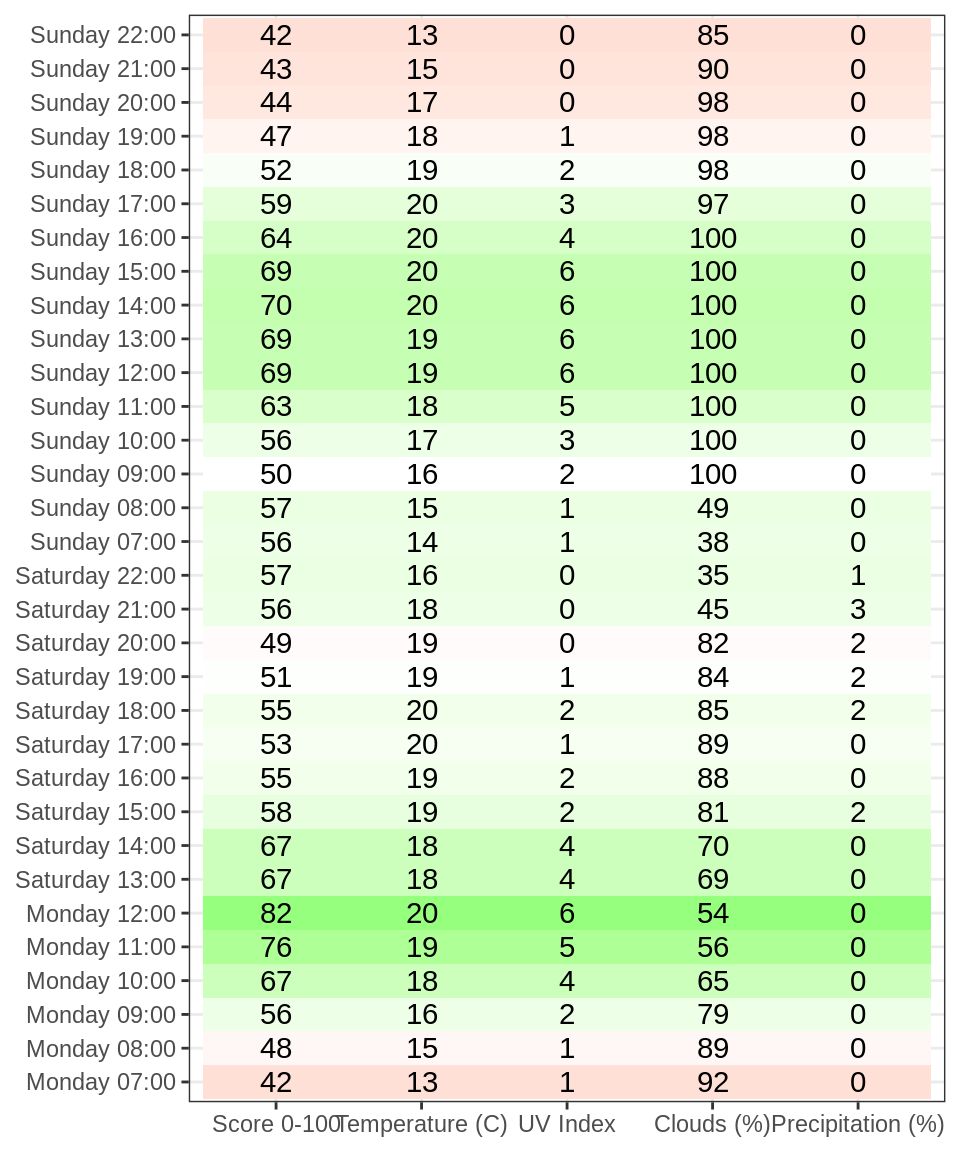 Sunday 22:00 42 13 0 85 0
Sunday 21:00 43 15 0 90 0
Sunday 20:00 44 17 0 98 0
Sunday 19:00 47 18 1 98 0
Sunday 18:00 52 19 2 98 0
Sunday 17:00 59 20 3 97 0
Sunday 16:00 64 20 4 100 0
Sunday 15:00 69 20 6 100 0
Sunday 14:00 70 20 6 100 0
Sunday 13:00 69 19 6 100 0
Sunday 12:00 69 19 6 100 0
Sunday 11:00 63 18 5 100 0
Sunday 10:00 56 17 3 100 0
Sunday 09:00 50 16 2 100 0
Sunday 08:00 57 15 1 49 0
Sunday 07:00 56 14 1 38 0
Saturday 22:00 57 16 0 35 1
Saturday 21:00 56 18 0 45 3
Saturday 20:00 49 19 0 82 2
Saturday 19:00 51 19 1 84 2
Saturday 18:00 55 20 2 85 2
Saturday 17:00 53 20 1 89 0
Saturday 16:00 55 19 2 88 0
Saturday 15:00 58 19 2 81 2
Saturday 14:00 67 18 4 70 0
Saturday 13:00 67 18 4 69 0
Monday 12:00 82 20 6 54 0
Monday 11:00 76 19 5 56 0
Monday 10:00 67 18 4 65 0
Monday 09:00 56 16 2 79 0
Monday 08:00 48 15 1 89 0
Monday 07:00 42 13 1 92 0
Score 0-100 Temperature (C) UV Index Clouds (%) Precipitation (%)